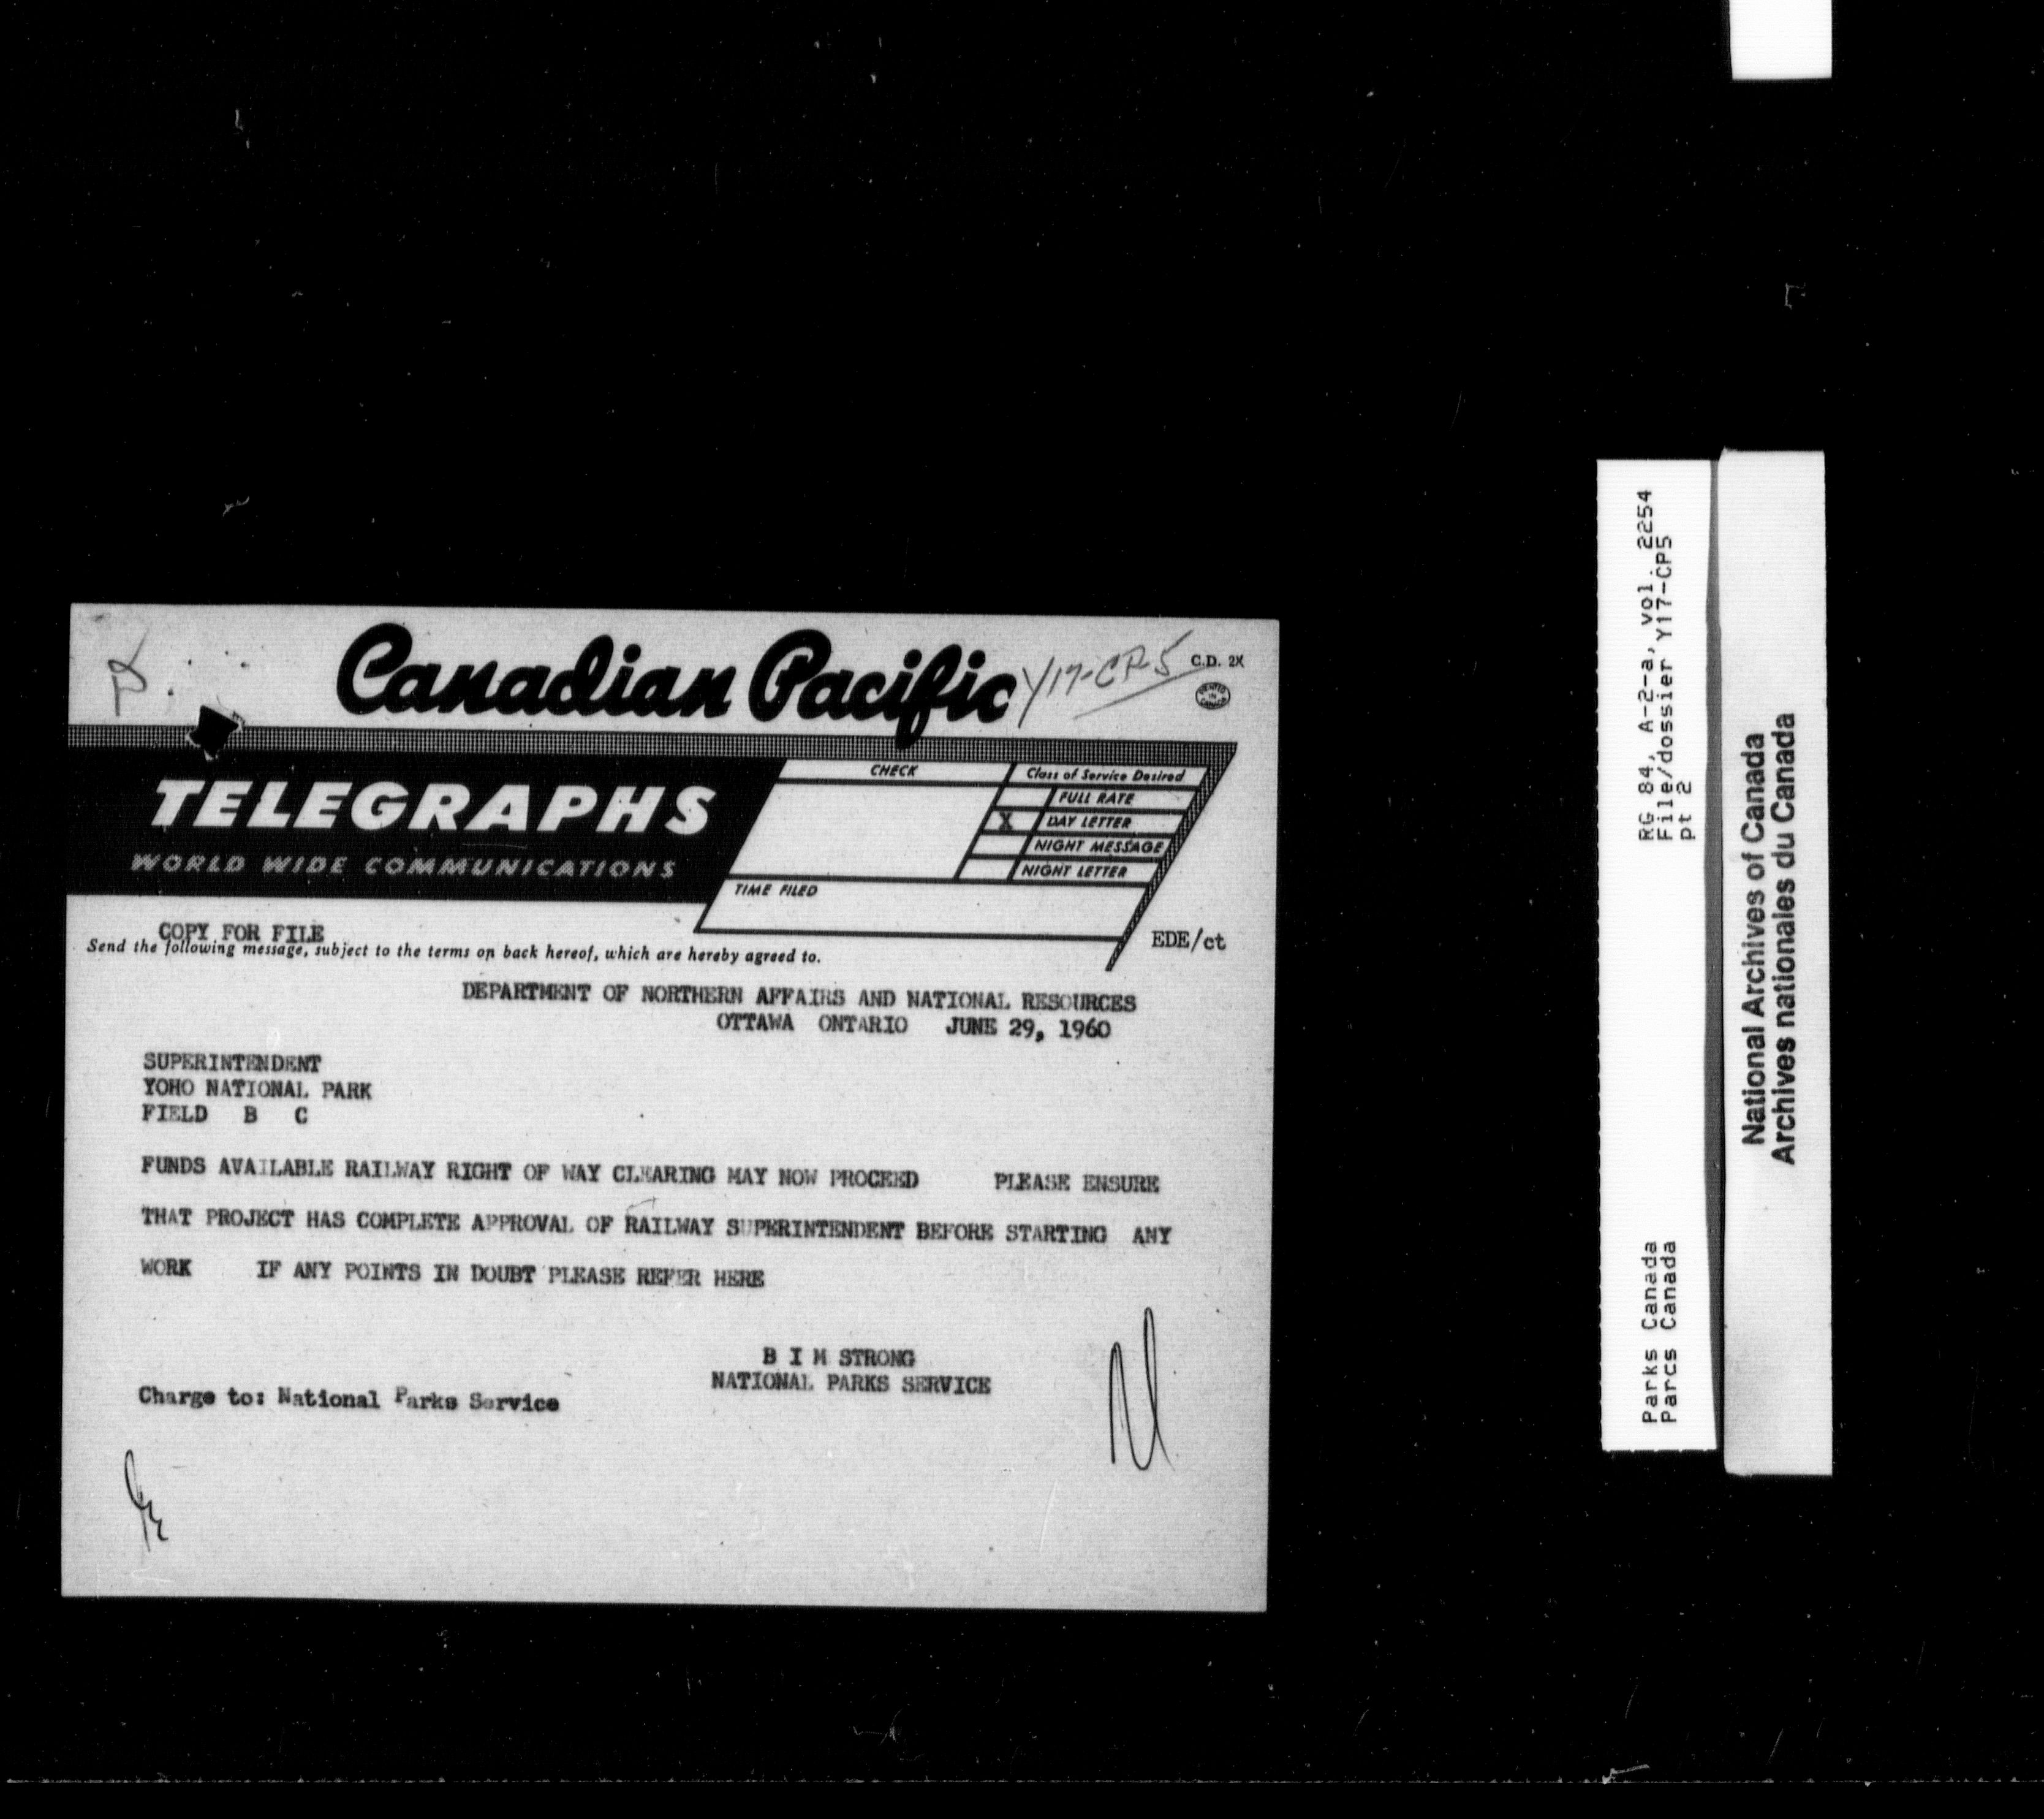 Canadian Pacific
Y17-CP-5
C.D. 2X
TELEGRAPHS
WORLD WIDE COMMUNICATIONS
CHECK
Class of Service Desired
FULL RATE
X DAY LETTER
NIGHT MESSAGE
NIGHT LETTER
TIME FILED
COPY FOR FILE
Send the following message, subject to the terms on back hereof, which are hereby agreed to.
EDE/ct
DEPARTMENT OF NORTHERN AFFAIRS AND NATIONAL RESOURCES
OTTAWA ONTARIO JUNE 29, 1960
SUPERINTENDENT
YOHO NATIONAL PARK
FIELD B C
FUNDS AVAILABLE RAILWAY RIGHT OF WAY CLEARING MAY NOW PROCEED PLEASE ENSURE
THAT PROJECT HAS COMPLETE APPROVAL OF RAILWAY SUPERINTENDENT BEFORE STARTING ANY
WORK IF ANY POINTS IN DOUBT PLEASE REFER HERE
B I M STRONG
NATIONAL PARKS SERVICE
Charge to: National Parks Service
RG 84, A-2-a, vol. 2254
File/dossier Y17-CP5
pt 2
Parks Canada
Parcs Canada
National Archives of Canada
Archives nationales du Canada